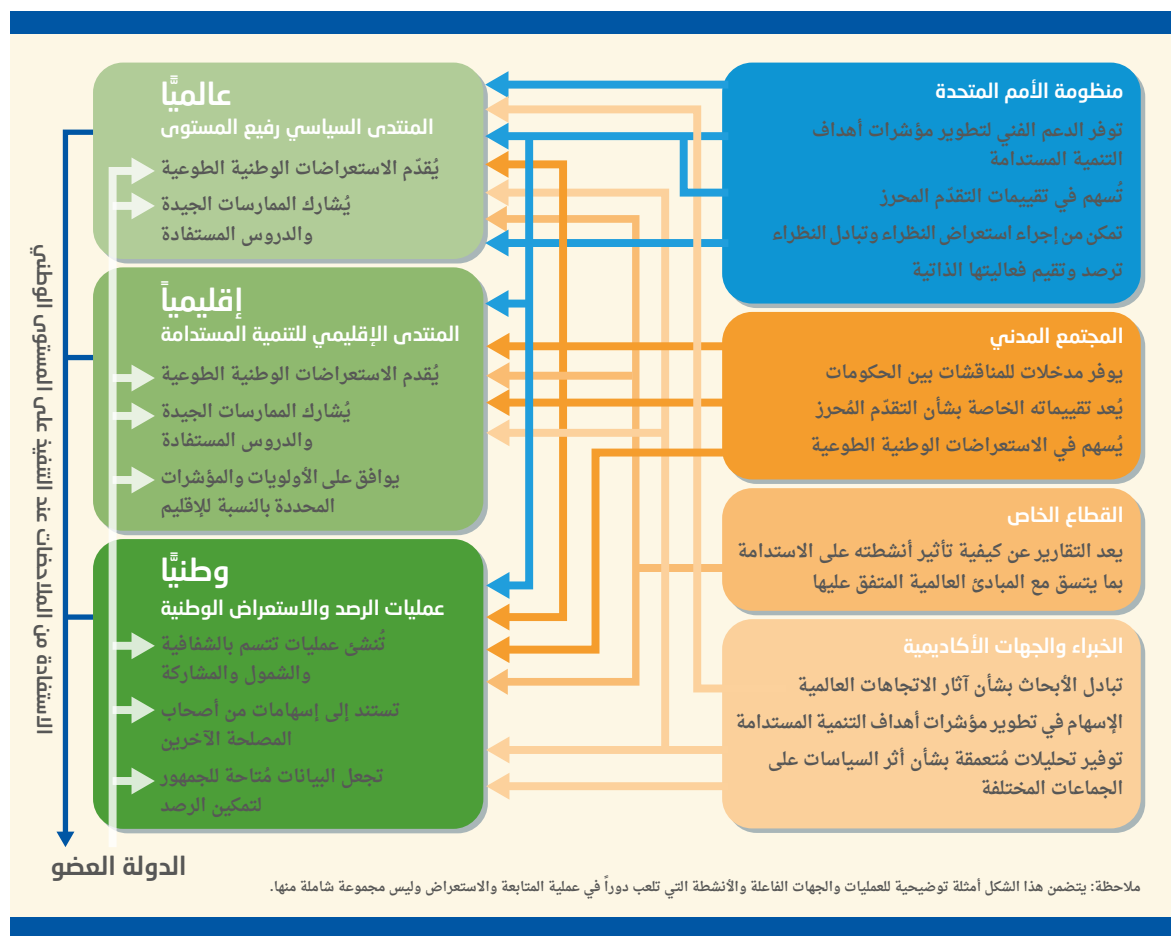 منظومة الأمم المتحدة
توفر الدعم الفني لتطوير مؤشرات أهداف
التنمية المستدامة
تُسهم في تقييمات التقدّم المحرز
تمكن من إجراء استعراض النظراء وتبادل النظراء
ترصد وتقيم فعاليتها الذاتية
المجتمع المدني
يوفر مدخلات للمناقشات بين الحكومات
يُعد تقييماته الخاصة بشأن التقدّم المُحرز
يُسهم في الاستعراضات الوطنية الطوعية
القطاع الخاص
يعد التقارير عن كيفية تأثير أنشطته على الاستدامة
بما يتسق مع المبادئ العالمية المتفق عليها
الخبراء والجهات الأكاديمية
تبادل الأبحاث بشأن آثار الاتجاهات العالمية
الإسهام في تطوير مؤشرات أهداف التنمية المستدامة
توفير تحليلات مُتعمقة بشأن أثر السياسات على
الجماعات المختلفة
عالميًّا
المنتدى السياسي رفيع المستوى
يُقدّم الاستعراضات الوطنية الطوعية
يُشارك الممارسات الجيدة
والدروس المستفادة
إقليمياً
المنتدى الإقليمي للتنمية المستدامة
يُقدم الاستعراضات الوطنية الطوعية
يُشارك الممارسات الجيدة
والدروس المستفادة
يوافق على الأولويات والمؤشرات
المحددة بالنسبة للإقليم
وطنيًّا
عمليات الرصد والاستعراض الوطنية
تُنشئ عمليات تتسم بالشفافية
والشمول والمشاركة
تستند إلى إسهامات من أصحاب
المصلحة الآخرين
تجعل البيانات مُتاحة للجمهور
لتمكين الرصد
الاستفادة من الملاحظات عند التنفيذ على المستوى الوطني
الدولة العضو
ملاحظة: يتضمن هذا الشكل أمثلة توضيحية للعمليات والجهات الفاعلة والأنشطة التي تلعب دوراً في عملية المتابعة والاستعراض وليس مجموعة شاملة منها.